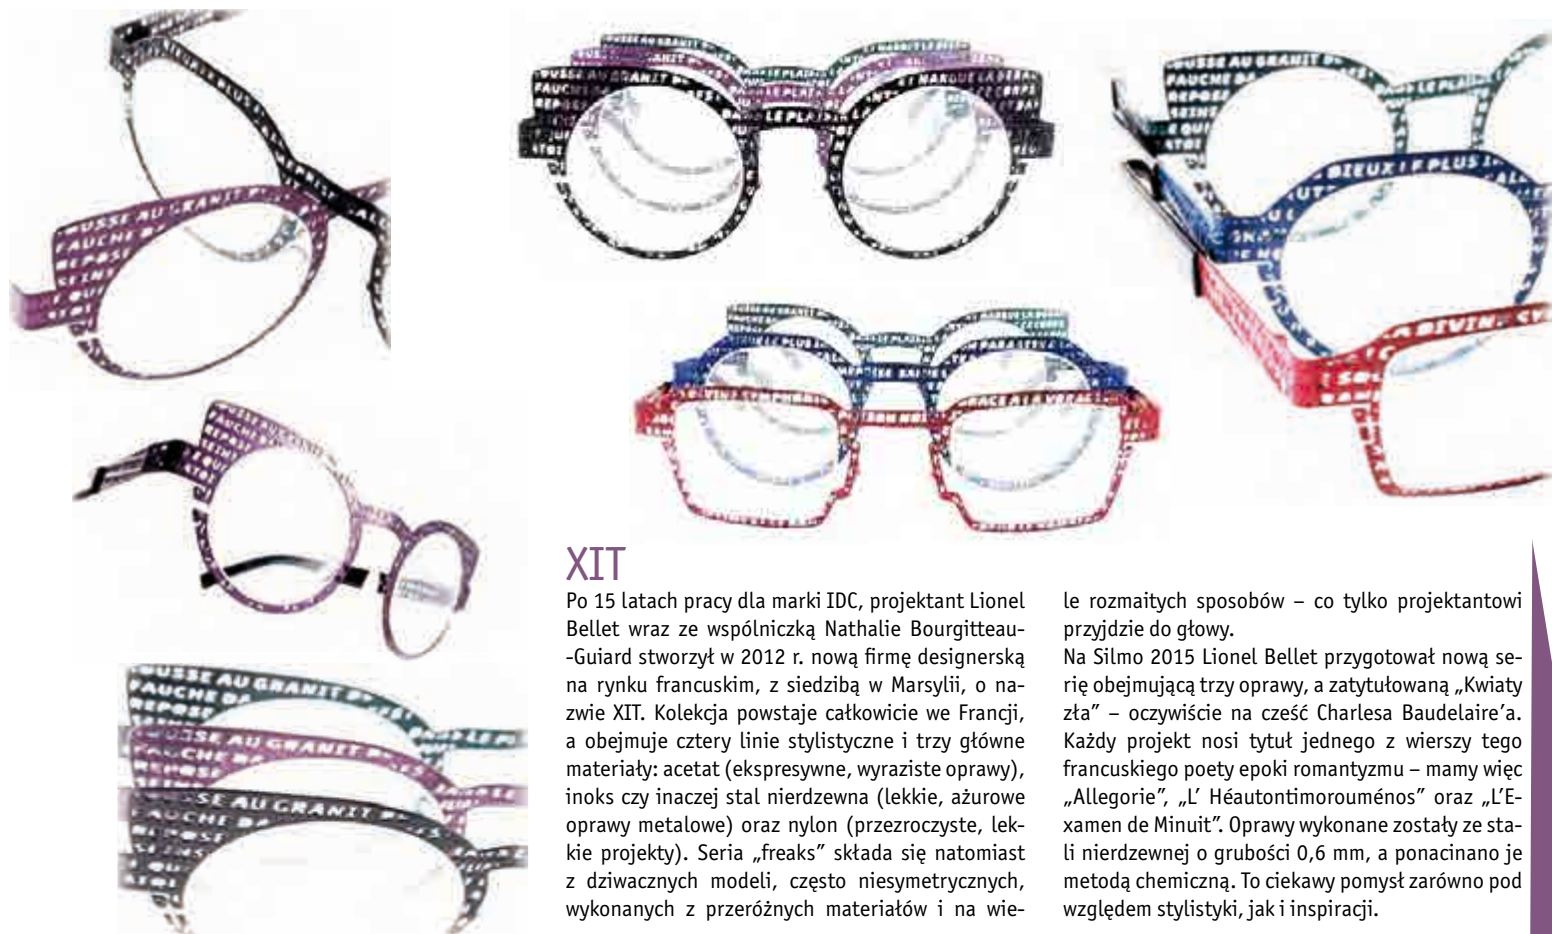 XIT
Po 15 latach pracy dla marki IDC, projektant Lionel
Bellet wraz ze wspólniczką Nathalie Bourgitteau-
-Guiard stworzył w 2012 r. nową firmę designerską
na rynku francuskim, z siedzibą w Marsylii, o na-
zwie XIT. Kolekcja powstaje całkowicie we Francji,
a obejmuje cztery linie stylistyczne i trzy główne
materiały: acetat (ekspresywne, wyraziste oprawy),
inoks czy inaczej stal nierdzewna (lekkie, ażurowe
oprawy metalowe) oraz nylon (przezroczyste, lek-
kie projekty). Seria „freaks” składa się natomiast
z dziwacznych modeli, często niesymetrycznych,
wykonanych z przeróżnych materiałów i na wie-
le rozmaitych sposobów – co tylko projektantowi
przyjdzie do głowy.
Na Silmo 2015 Lionel Bellet przygotował nową se-
rię obejmującą trzy oprawy, a zatytułowaną „Kwiaty
zła” – oczywiście na cześć Charlesa Baudelaire’a.
Każdy projekt nosi tytuł jednego z wierszy tego
francuskiego poety epoki romantyzmu – mamy więc
„Allegorie”, „L’ Héautontimorouménos” oraz „L’E-
xamen de Minuit”. Oprawy wykonane zostały ze sta-
li nierdzewnej o grubości 0,6 mm, a ponacinano je
metodą chemiczną. To ciekawy pomysł zarówno pod
względem stylistyki, jak i inspiracji.